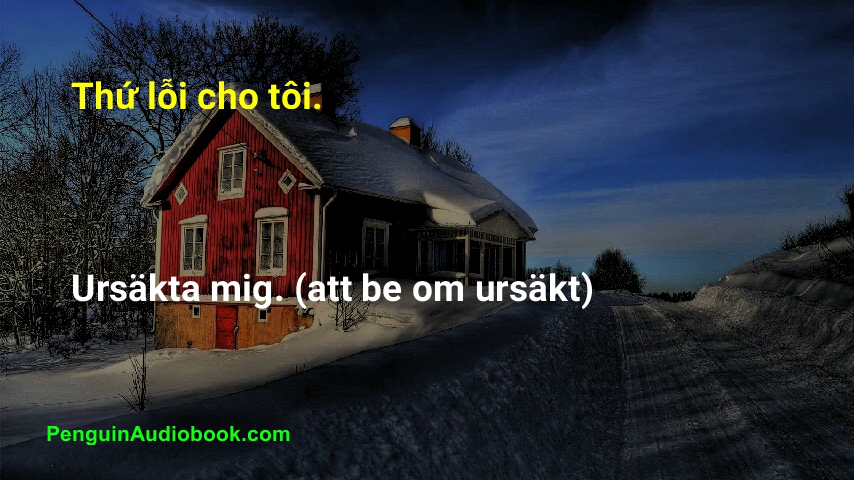 Thứ lỗi cho tôi.
Ursäkta mig. (att be om ursäkt)
PenguinAudiobook.com